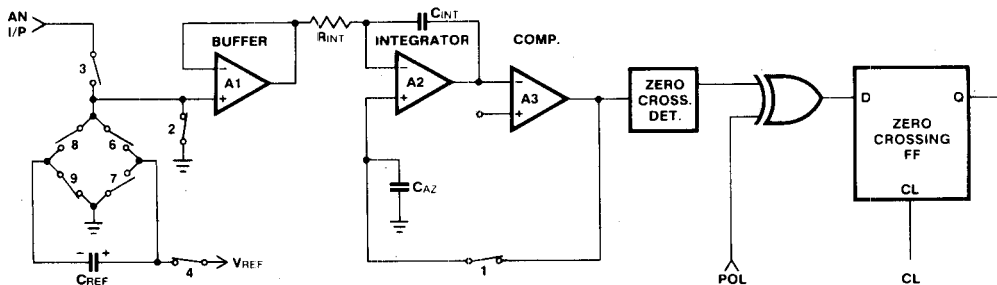 AN
I/P
3
2
8
6
9
7
− +
CREF
4
VREF
BUFFER
−
A1
+
RINT
CINT
INTEGRATOR
−
A2
+
CAZ
1
COMP.
−
A3
+
ZERO
CROSS.
DET.
POL
D
Q
ZERO
CROSSING
FF
CL
CL